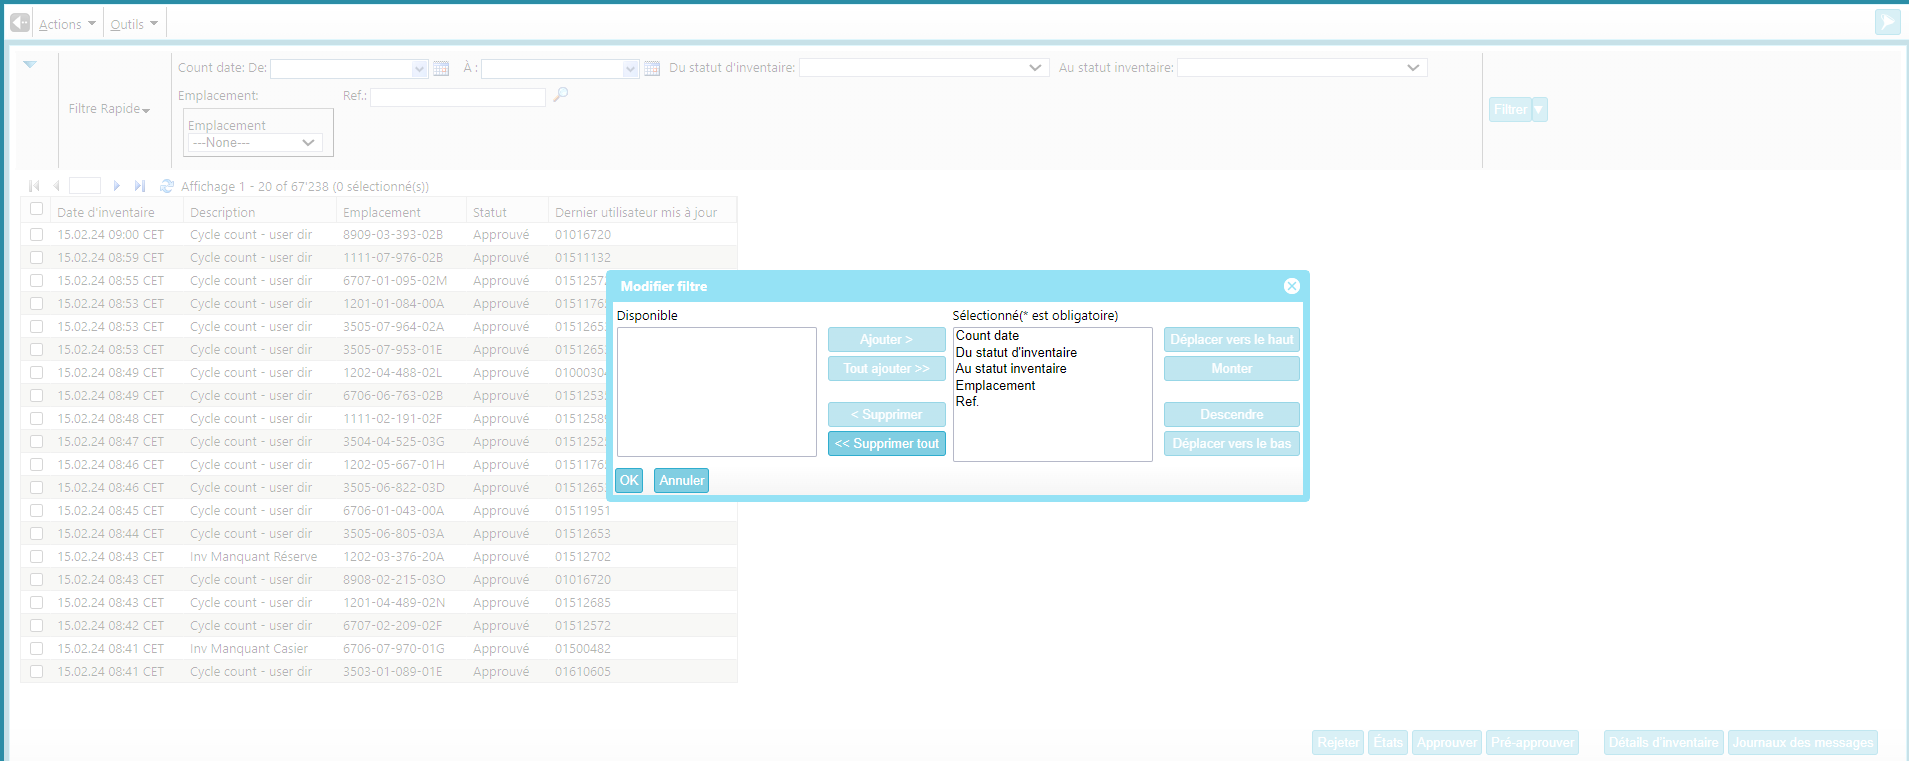 Actions Outils
Count date: De: À : Du statut d'inventaire: Au statut inventaire:
Emplacement: Ref.:
Filtre Rapide
Emplacement
---None---
Filtrer
Affichage 1 - 20 of 67'238 (0 sélectionné(s))
Date d'inventaire Description Emplacement Statut Dernier utilisateur mis à jour
15.02.24 09:00 CET Cycle count - user dir 8909-03-393-02B Approuvé 01016720
15.02.24 08:59 CET Cycle count - user dir 1111-07-976-02B Approuvé 01511132
15.02.24 08:55 CET Cycle count - user dir 6707-01-095-02M Approuvé 0151257
15.02.24 08:53 CET Cycle count - user dir 1201-01-084-00A Approuvé 0151176
15.02.24 08:53 CET Cycle count - user dir 3505-07-964-02A Approuvé 0151265
15.02.24 08:53 CET Cycle count - user dir 3505-07-953-01E Approuvé 0151265
15.02.24 08:49 CET Cycle count - user dir 1202-04-488-02L Approuvé 0100030
15.02.24 08:49 CET Cycle count - user dir 6706-06-763-02B Approuvé 0151253
15.02.24 08:48 CET Cycle count - user dir 1111-02-191-02F Approuvé 0151258
15.02.24 08:47 CET Cycle count - user dir 3504-04-525-03G Approuvé 0151252
15.02.24 08:46 CET Cycle count - user dir 1202-05-667-01H Approuvé 0151176
15.02.24 08:46 CET Cycle count - user dir 3505-06-822-03D Approuvé 0151265
15.02.24 08:45 CET Cycle count - user dir 6706-01-043-00A Approuvé 01511951
15.02.24 08:44 CET Cycle count - user dir 3505-06-805-03A Approuvé 01512653
15.02.24 08:43 CET Inv Manquant Réserve 1202-03-376-20A Approuvé 01512702
15.02.24 08:43 CET Cycle count - user dir 8908-02-215-03O Approuvé 01016720
15.02.24 08:43 CET Cycle count - user dir 1201-04-489-02N Approuvé 01512685
15.02.24 08:42 CET Cycle count - user dir 6707-02-209-02F Approuvé 01512572
15.02.24 08:41 CET Inv Manquant Casier 6706-07-970-01G Approuvé 01500482
15.02.24 08:41 CET Cycle count - user dir 3503-01-089-01E Approuvé 01610605
Modifier filtre
Disponible
Sélectionné(* est obligatoire)
Ajouter >
Tout ajouter >>
< Supprimer
<< Supprimer tout
Count date
Du statut d'inventaire
Au statut inventaire
Emplacement
Ref.
Déplacer vers le haut
Monter
Descendre
Déplacer vers le bas
OK Annuler
Rejeter États Approuver Pré-approuver Détails d'inventaire Journaux des messages